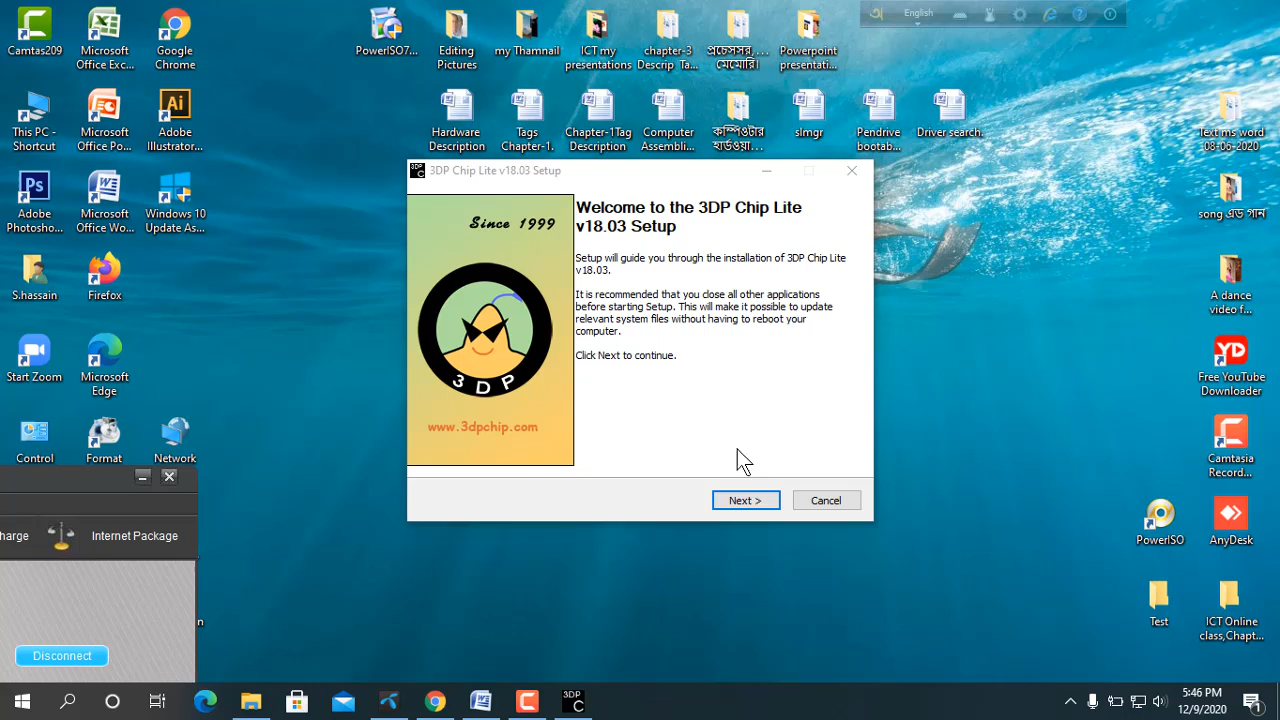 Camtas209
Microsoft
Office Exc...
Google
Chrome
PowerISO7...
Editing
Pictures
my Thamnail
ICT my
presentations
chapter-3
Descrip Ta...
প্রচেসসর, ...
মেমোরি।
Powerpoint
presentati...
English
This PC -
Shortcut
Microsoft
Office Po...
Adobe
Illustrator...
Hardware
Description
Tags
Chapter-1.
Chapter-1Tag
Description
Computer
Assembli...
কম্পিউটার
হার্ডওয়া...
slmgr
Pendrive
bootab...
Driver search.
Text ms word
08-06-2020
Adobe
Photosho...
Microsoft
Office Wo...
Windows 10
Update As...
song এড গান
S.hassain
Firefox
A dance
video f...
Start Zoom
Microsoft
Edge
Free YouTube
Downloader
Control
Format
Network
Camtasia
Record...
PowerISO
AnyDesk
Test
ICT Online
class,Chapt...
3DP Chip Lite v18.03 Setup
Since 1999
3DP
www.3dpchip.com
Welcome to the 3DP Chip Lite
v18.03 Setup
Setup will guide you through the installation of 3DP Chip Lite
v18.03.
It is recommended that you close all other applications
before starting Setup. This will make it possible to update
relevant system files without having to reboot your
computer.
Click Next to continue.
Next >
Cancel
harge
Internet Package
Disconnect
n
u
3DP
C
5:46 PM
12/9/2020
1